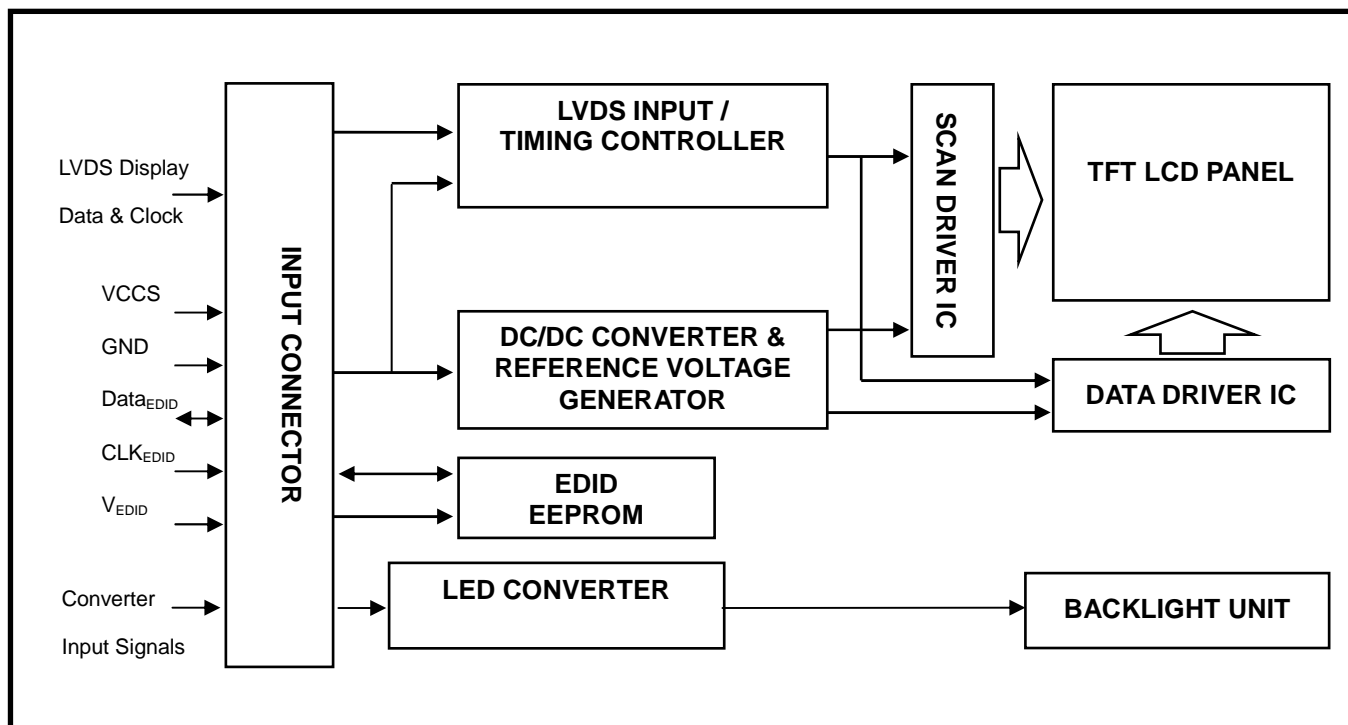 LVDS Display
Data & Clock
VCCS
GND
DataEDID
CLKEDID
VEDID
Converter
Input Signals
INPUT CONNECTOR
LVDS INPUT /
TIMING CONTROLLER
DC/DC CONVERTER &
REFERENCE VOLTAGE
GENERATOR
EDID
EEPROM
LED CONVERTER
SCAN DRIVER IC
TFT LCD PANEL
DATA DRIVER IC
BACKLIGHT UNIT